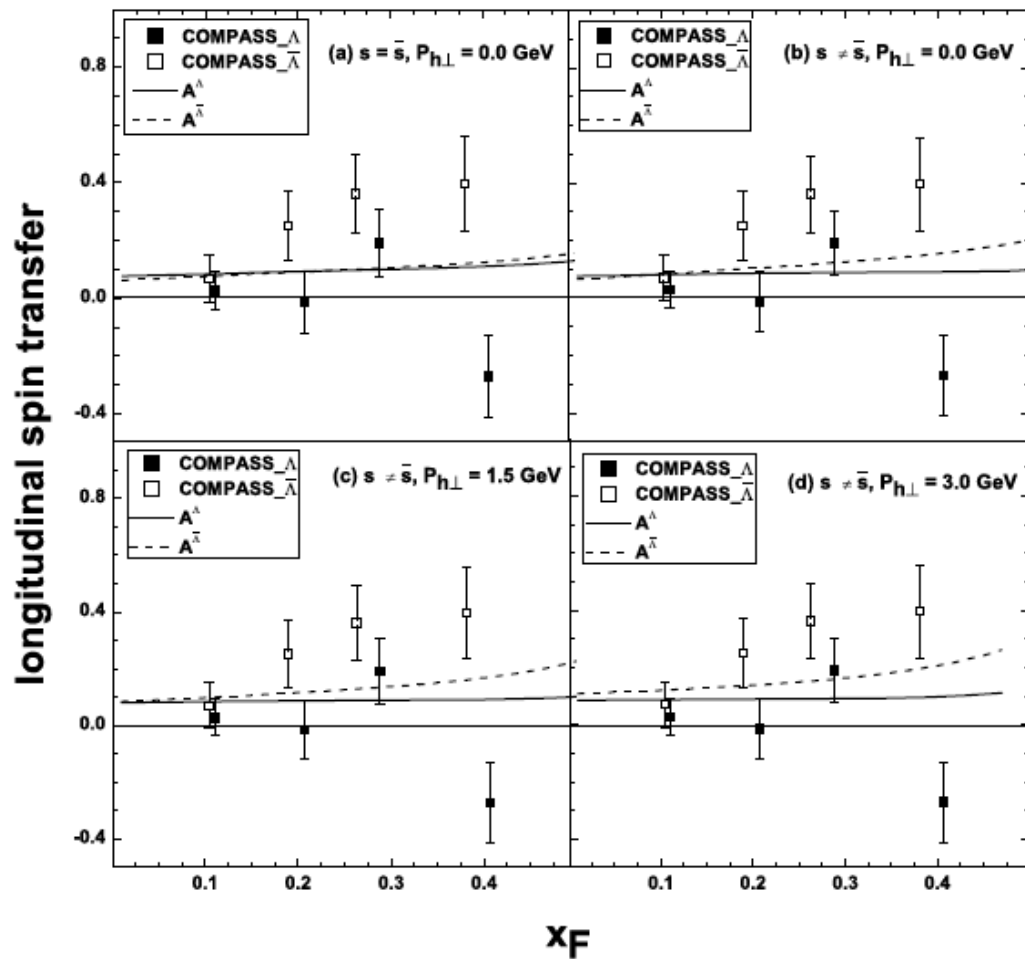 longitudinal spin transfer
COMPASS_Λ
COMPASS_Λ̅
A^Λ
A^Λ̅
(a) s = s̅, P_h⊥ = 0.0 GeV
COMPASS_Λ
COMPASS_Λ̅
A^Λ
A^Λ̅
(b) s ≠ s̅, P_h⊥ = 0.0 GeV
0.8
0.4
0.0
-0.4
COMPASS_Λ
COMPASS_Λ̅
A^Λ
A^Λ̅
(c) s ≠ s̅, P_h⊥ = 1.5 GeV
COMPASS_Λ
COMPASS_Λ̅
A^Λ
A^Λ̅
(d) s ≠ s̅, P_h⊥ = 3.0 GeV
0.8
0.4
0.0
-0.4
0.1 0.2 0.3 0.4
0.1 0.2 0.3 0.4
x_F